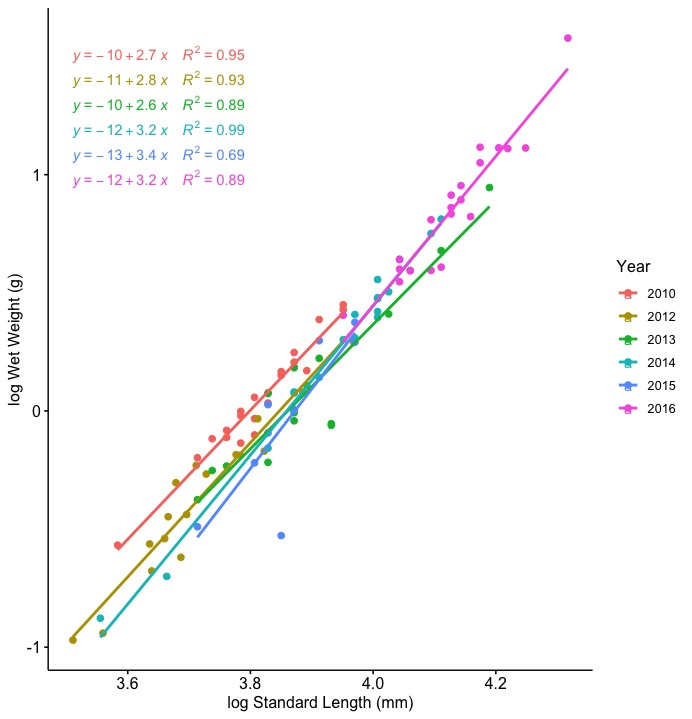 y = − 10 + 2.7 x R² = 0.95
y = − 11 + 2.8 x R² = 0.93
y = − 10 + 2.6 x R² = 0.89
y = − 12 + 3.2 x R² = 0.99
y = − 13 + 3.4 x R² = 0.69
y = − 12 + 3.2 x R² = 0.89
1
0
-1
3.6 3.8 4.0 4.2
log Standard Length (mm)
log Wet Weight (g)
Year
a 2010
a 2012
a 2013
a 2014
a 2015
a 2016